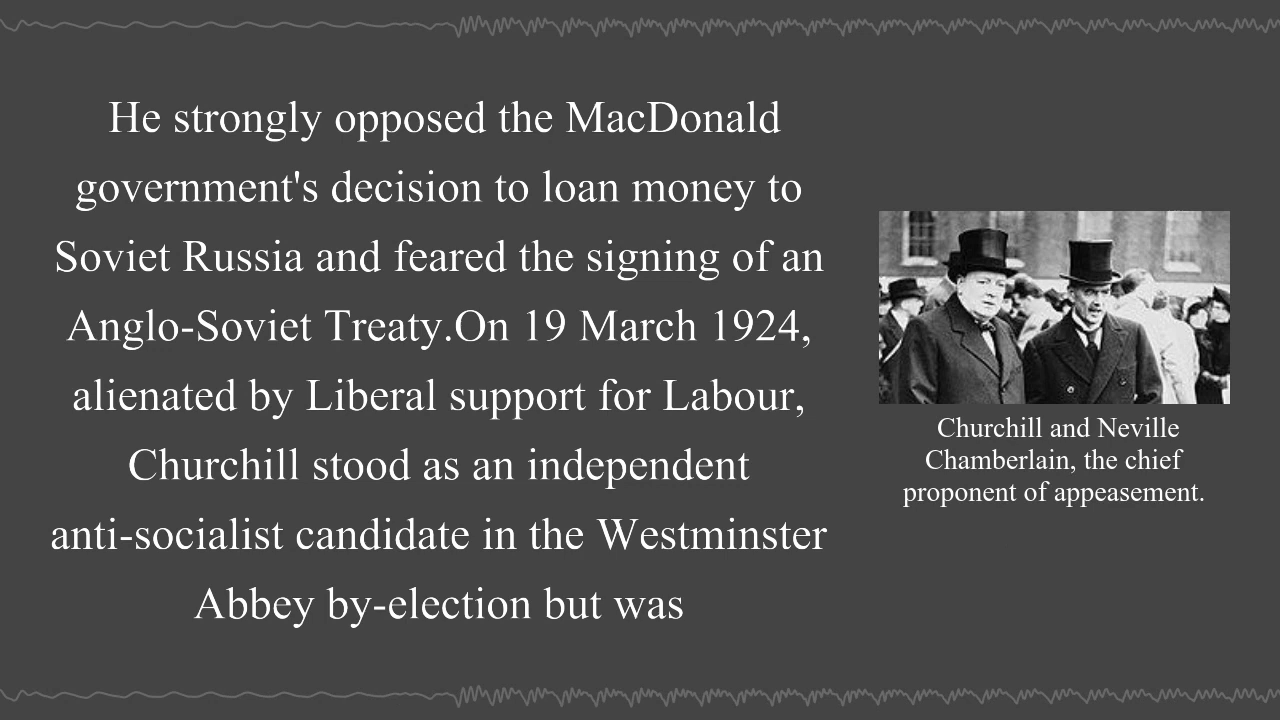 He strongly opposed the MacDonald
government's decision to loan money to
Soviet Russia and feared the signing of an
Anglo-Soviet Treaty.On 19 March 1924,
alienated by Liberal support for Labour,
Churchill stood as an independent
anti-socialist candidate in the Westminster
Abbey by-election but was
Churchill and Neville
Chamberlain, the chief
proponent of appeasement.